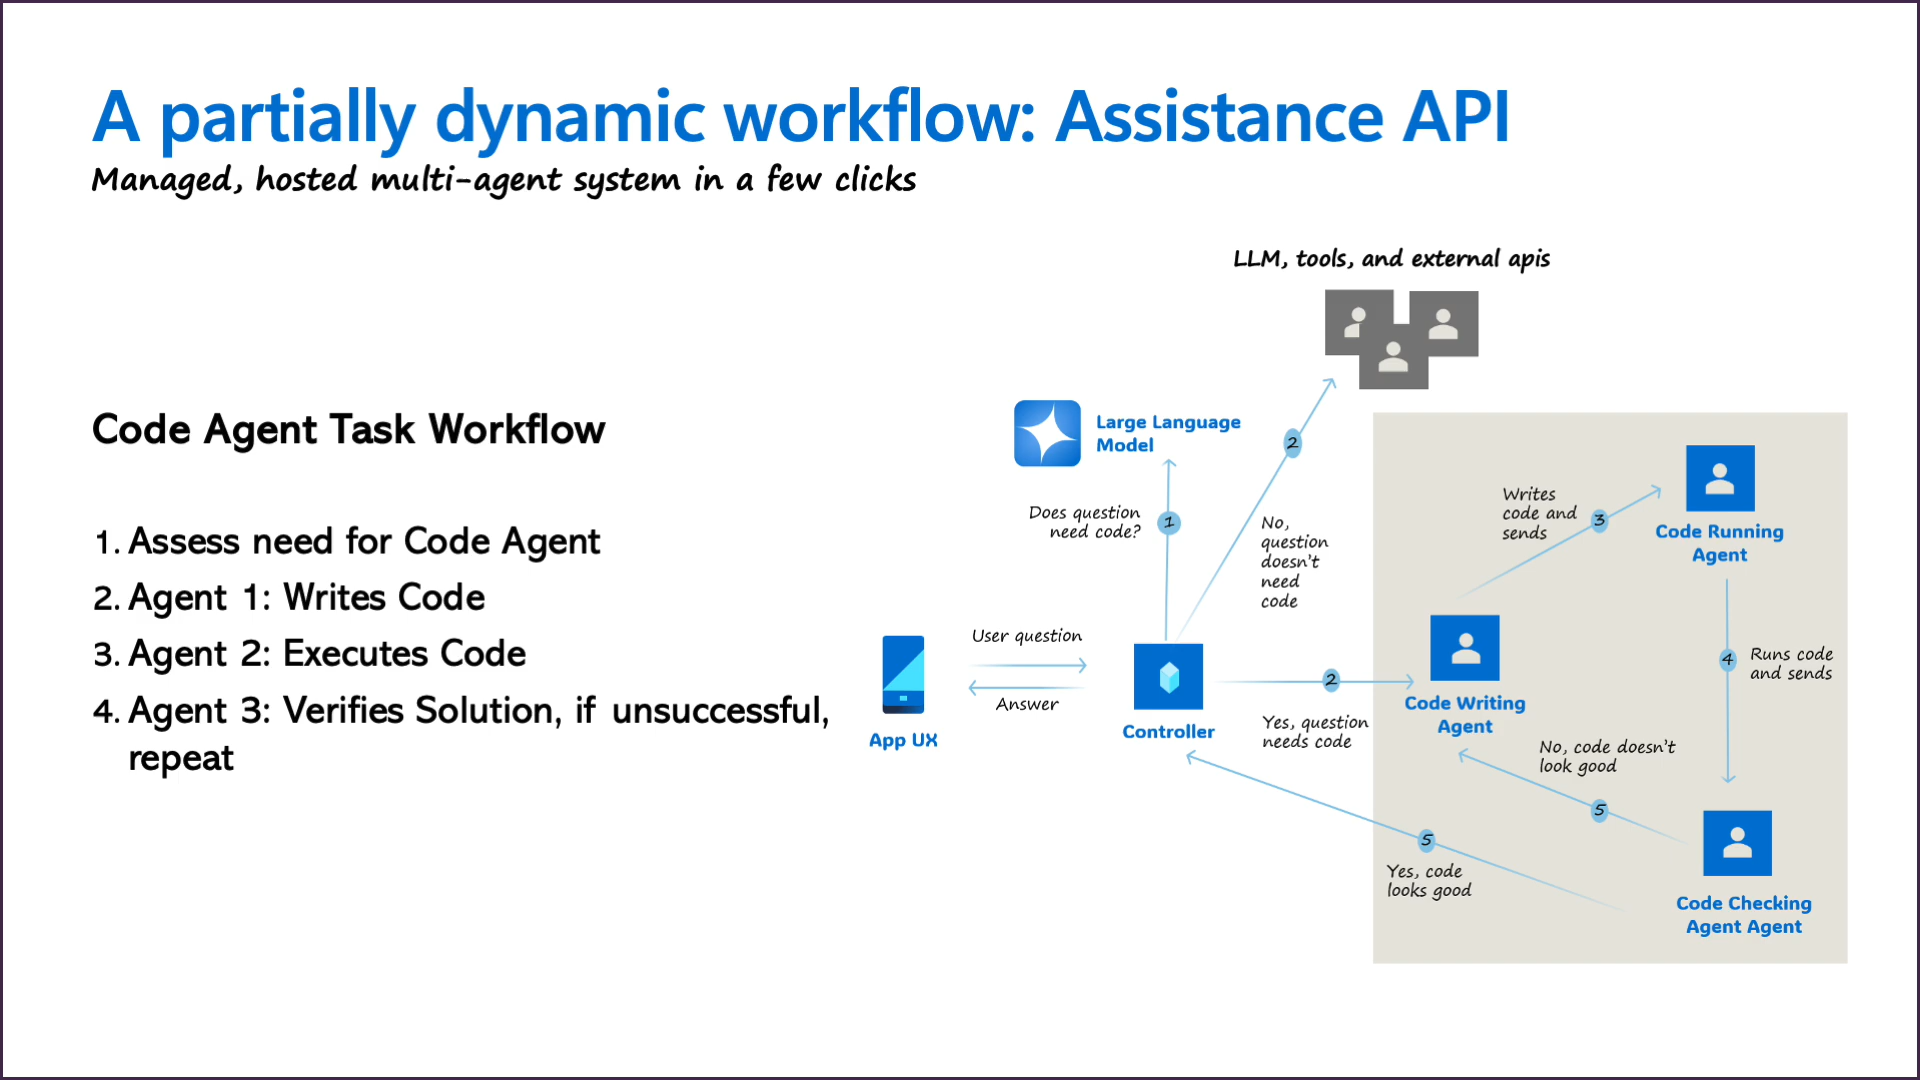 A partially dynamic workflow: Assistance API
Managed, hosted multi-agent system in a few clicks
Code Agent Task Workflow
1. Assess need for Code Agent
2. Agent 1: Writes Code
3. Agent 2: Executes Code
4. Agent 3: Verifies Solution, if unsuccessful,
repeat
LLM, tools, and external apis
Large Language
Model
Does question
need code?
1
2
No,
question
doesn't
need
code
User question
Answer
App UX
Controller
2
Yes, question
needs code
Writes
code and
sends
3
Code Running
Agent
Code Writing
Agent
4
Runs code
and sends
No, code doesn't
look good
5
5
Yes, code
looks good
Code Checking
Agent Agent